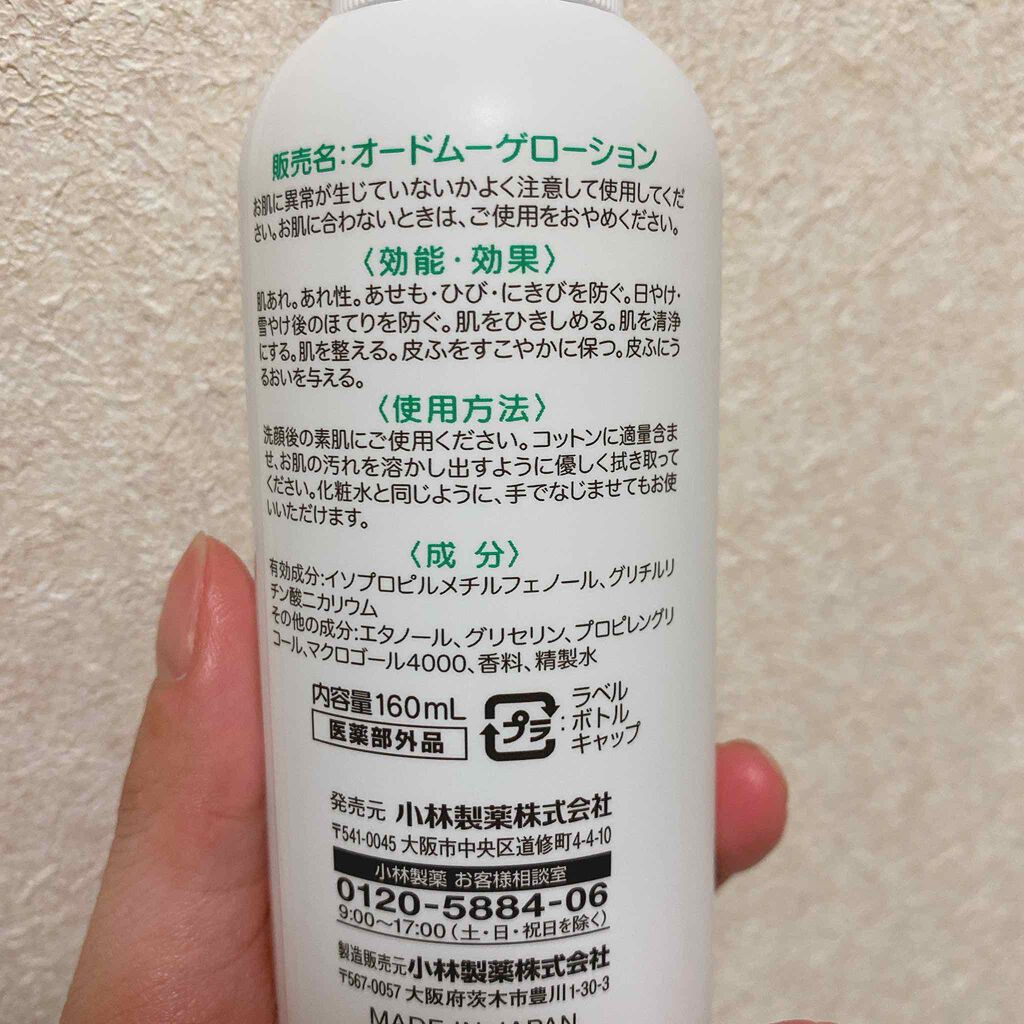 販売名:オードムーゲローション
お肌に異常が生じていないかよく注意して使用してくだ
さい。お肌に合わないときは、ご使用をおやめください。
〈効能・効果〉
肌あれ。あれ性。あせも・ひび・にきびを防ぐ。日やけ・
雪やけ後のほてりを防ぐ。肌をひきしめる。肌を清浄
にする。肌を整える。皮ふをすこやかに保つ。皮ふにう
るおいを与える。
〈使用方法〉
洗顔後の素肌にご使用ください。コットンに適量含ま
せ、お肌の汚れを溶かし出すように優しく拭き取って
ください。化粧水と同じように、手でなじませてもお使
いいただけます。
〈成 分〉
有効成分:イソプロピルメチルフェノール、グリチルリ
チン酸二カリウム
その他の成分:エタノール、グリセリン、プロピレングリ
コール、マクロゴール4000、香料、精製水
内容量160mL
医薬部外品
プラ
:ラベル
ボトル
キャップ
発売元 小林製薬株式会社
〒541-0045 大阪市中央区道修町4-4-10
小林製薬 お客様相談室
0120-5884-06
9:00～17:00(土・日・祝日を除く)
製造販売元小林製薬株式会社
〒567-0057 大阪府茨木市豊川1-30-3
MADE IN JAPAN